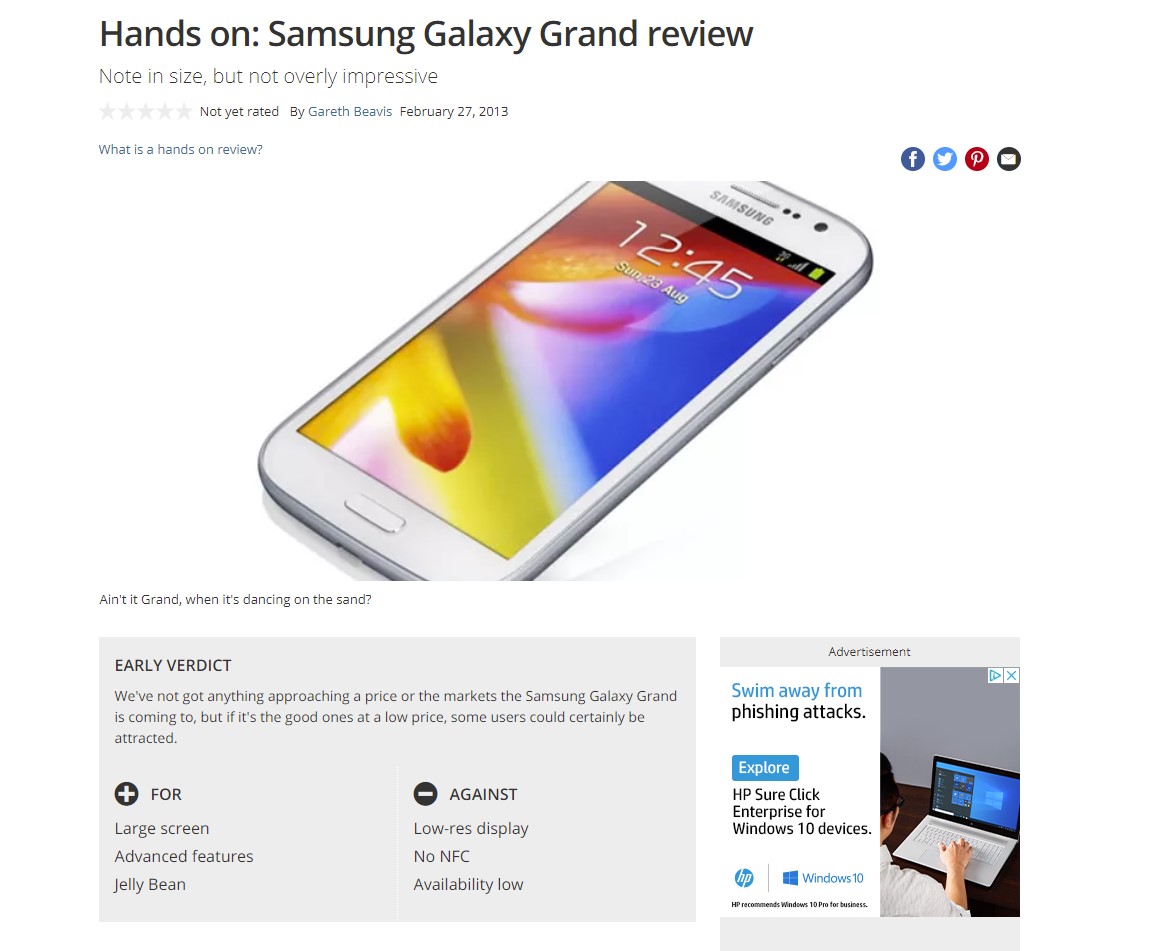 Hands on: Samsung Galaxy Grand review
Note in size, but not overly impressive
Not yet rated By Gareth Beavis February 27, 2013
What is a hands on review?
SAMSUNG
12:45
Sun, 23 Aug
Ain't it Grand, when it's dancing on the sand?
EARLY VERDICT
We've not got anything approaching a price or the markets the Samsung Galaxy Grand
is coming to, but if it's the good ones at a low price, some users could certainly be
attracted.
FOR
Large screen
Advanced features
Jelly Bean
AGAINST
Low-res display
No NFC
Availability low
Advertisement
Swim away from
phishing attacks.
Explore
HP Sure Click
Enterprise for
Windows 10 devices.
hp
Windows10
HP recommends Windows 10 Pro for business.